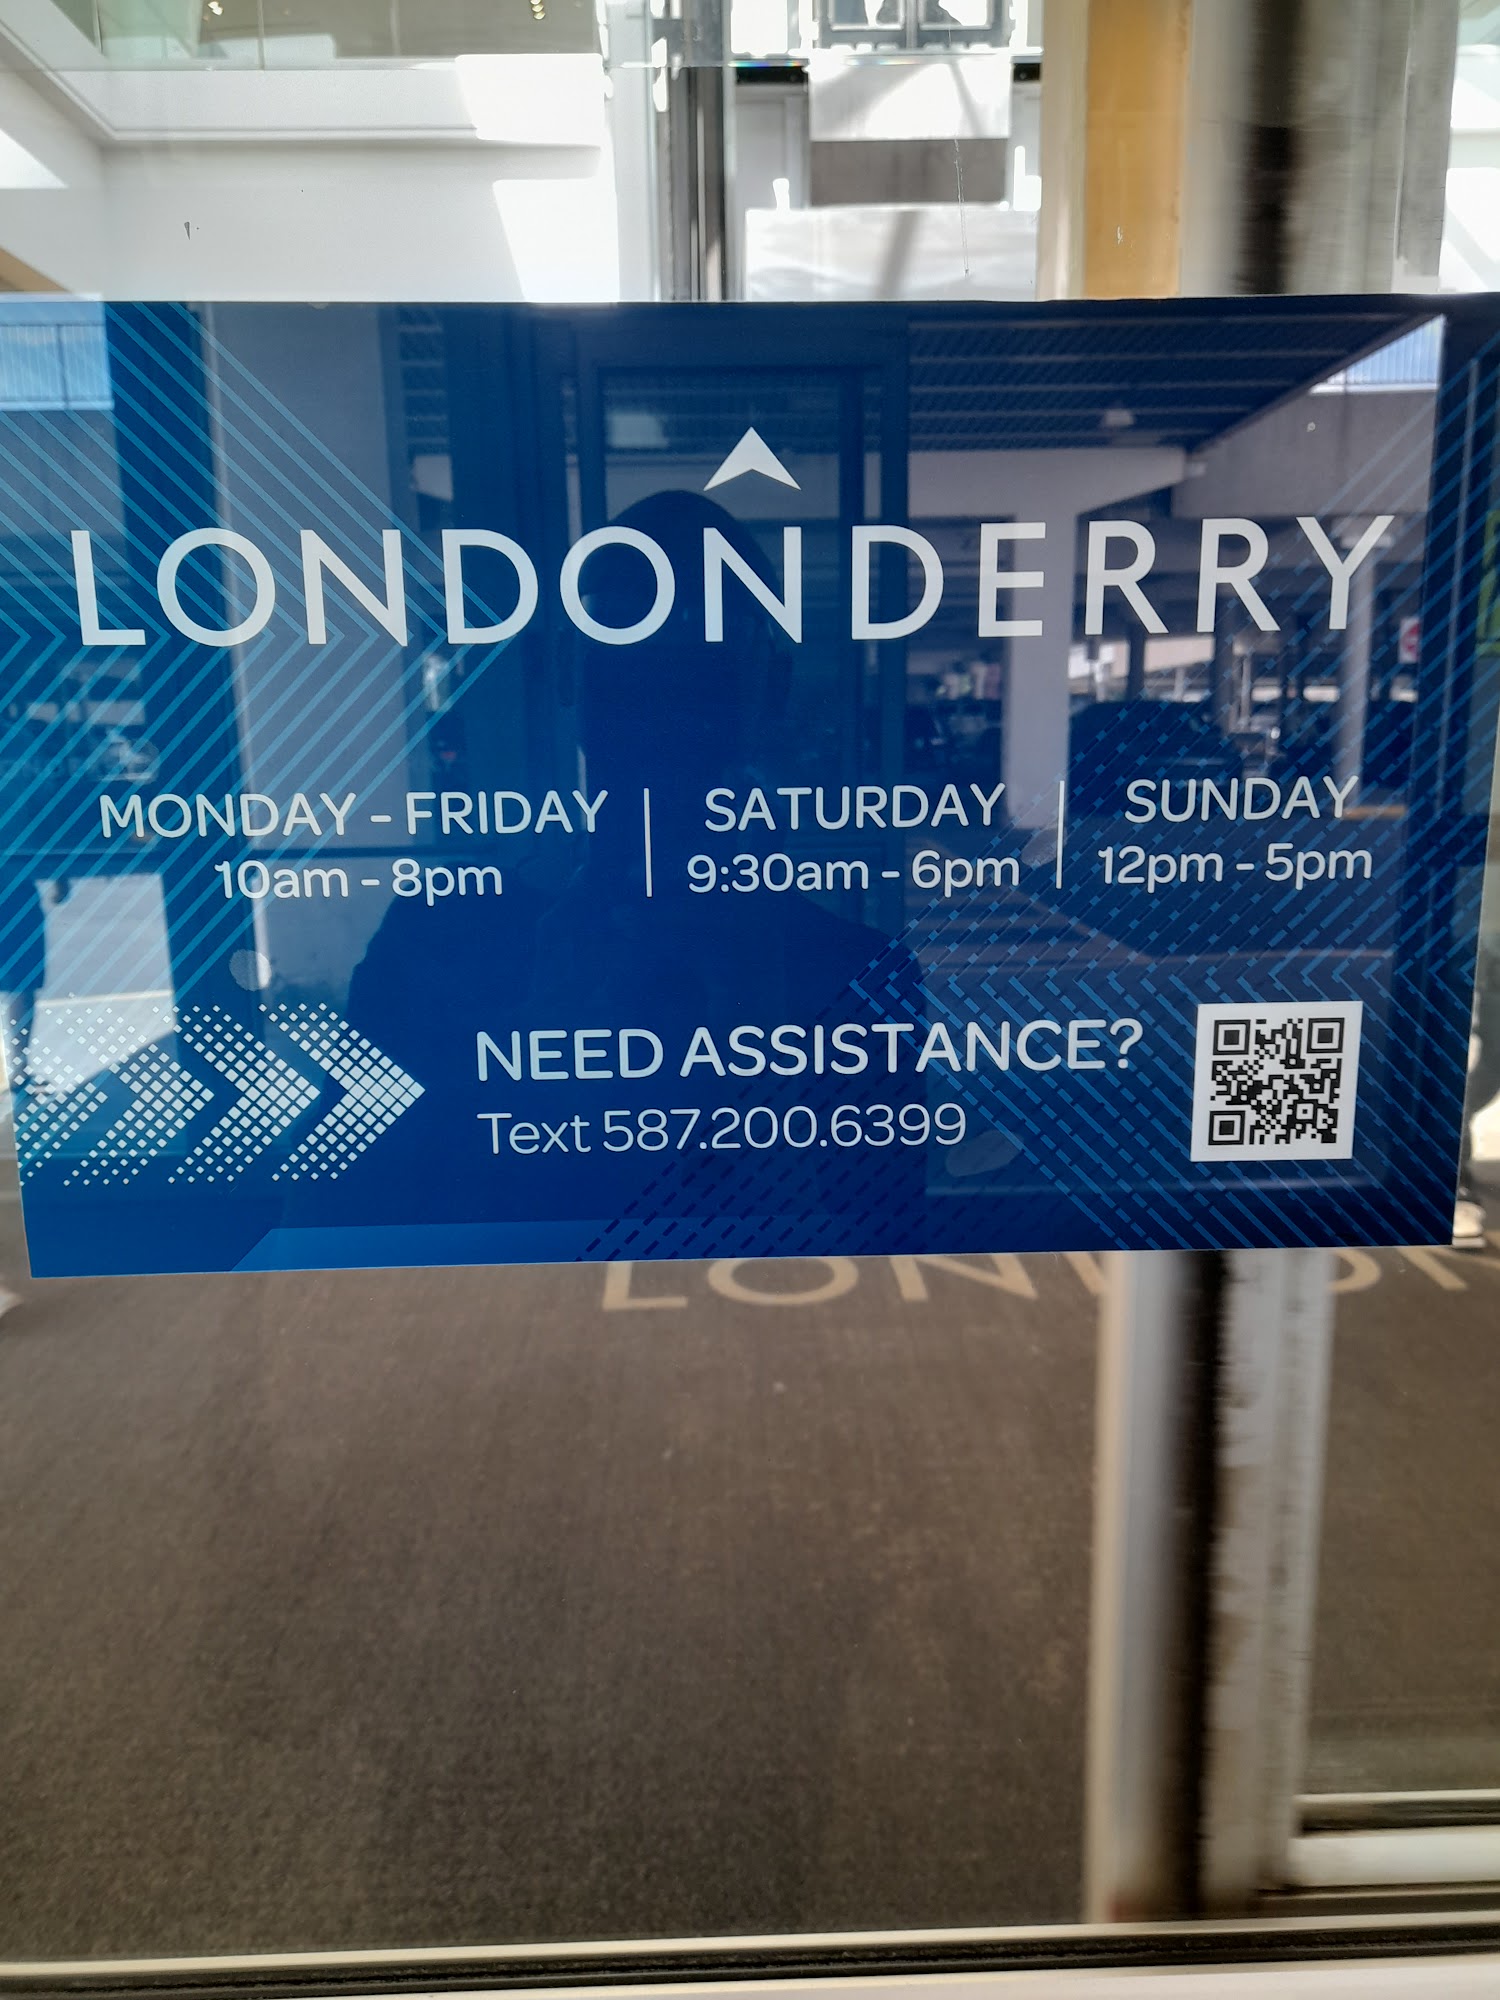 LONDONDERRY
MONDAY - FRIDAY
10am - 8pm
SATURDAY
9:30am - 6pm
SUNDAY
12pm - 5pm
NEED ASSISTANCE?
Text 587.200.6399